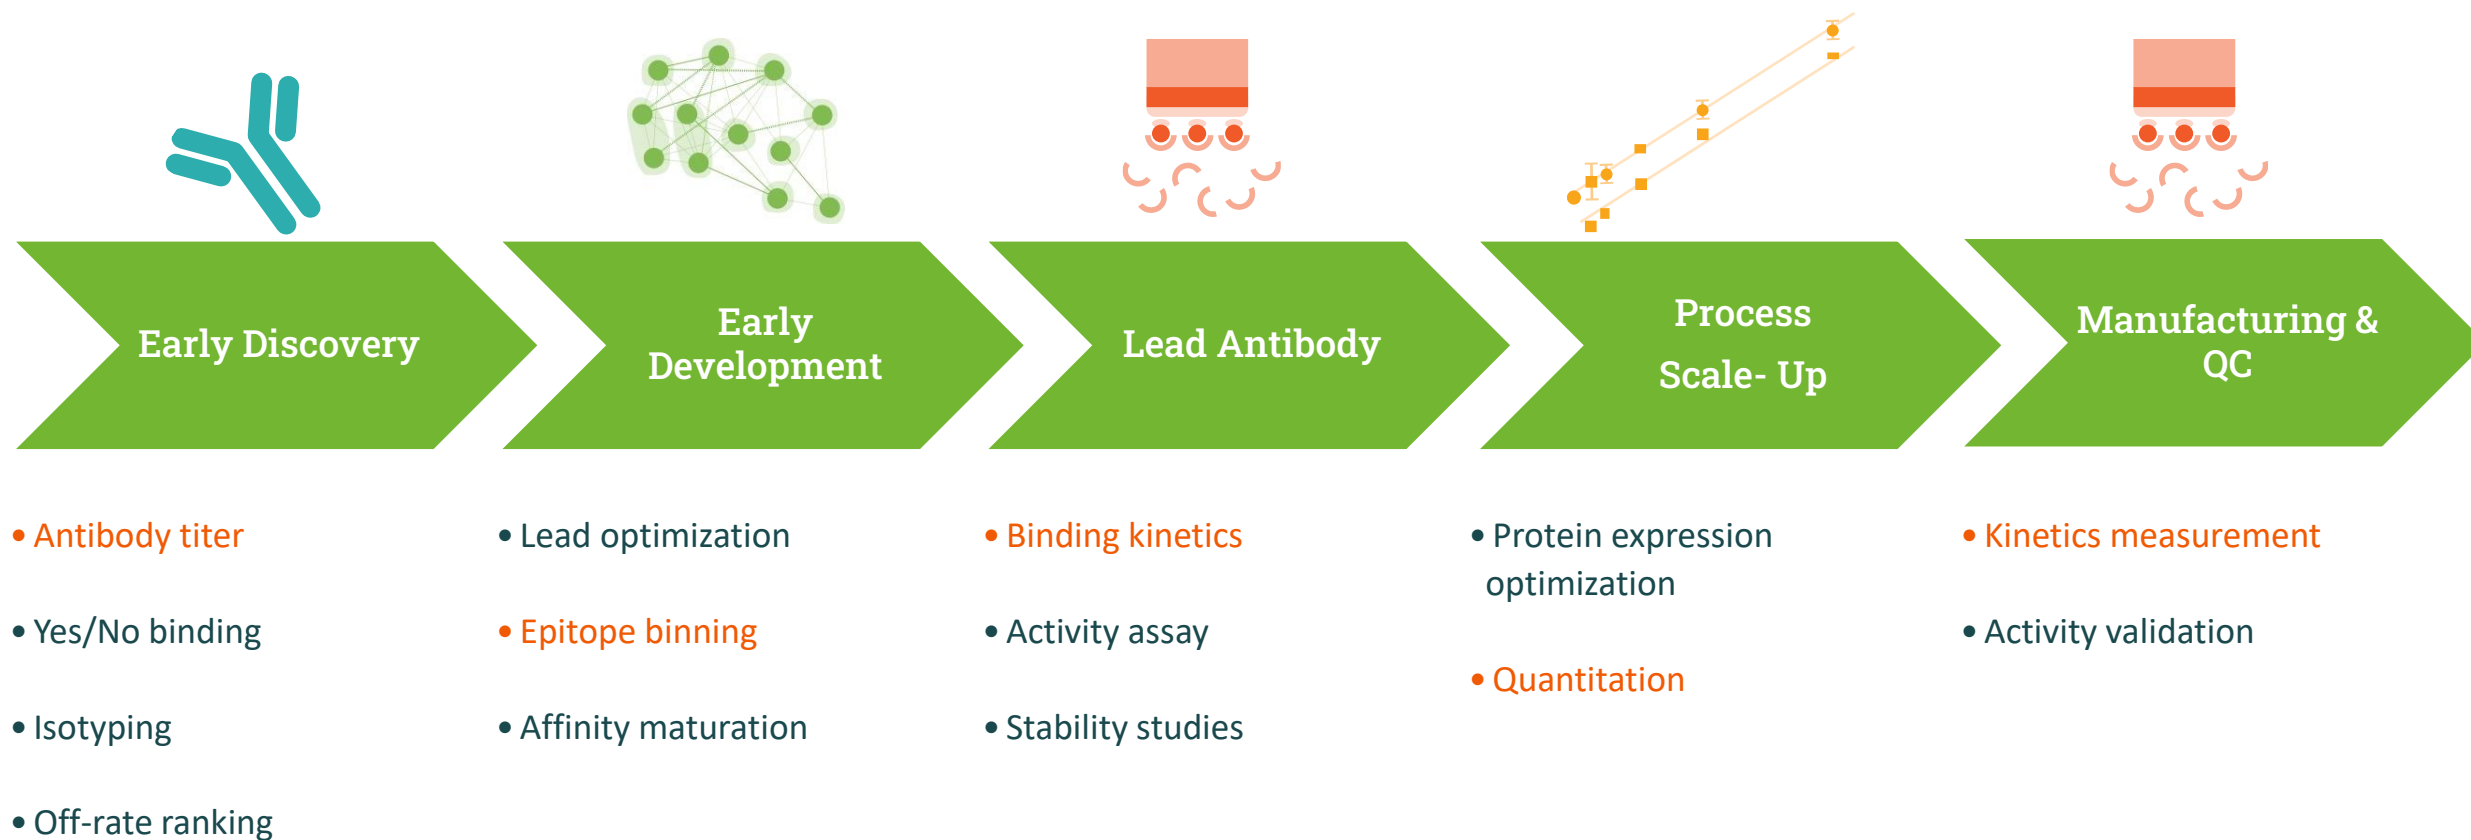 Early Discovery
Early
Development
Lead Antibody
Process
Scale- Up
Manufacturing &
QC
• Antibody titer
• Yes/No binding
• Isotyping
• Off-rate ranking
• Lead optimization
• Epitope binning
• Affinity maturation
• Binding kinetics
• Activity assay
• Stability studies
• Protein expression
optimization
• Quantitation
• Kinetics measurement
• Activity validation